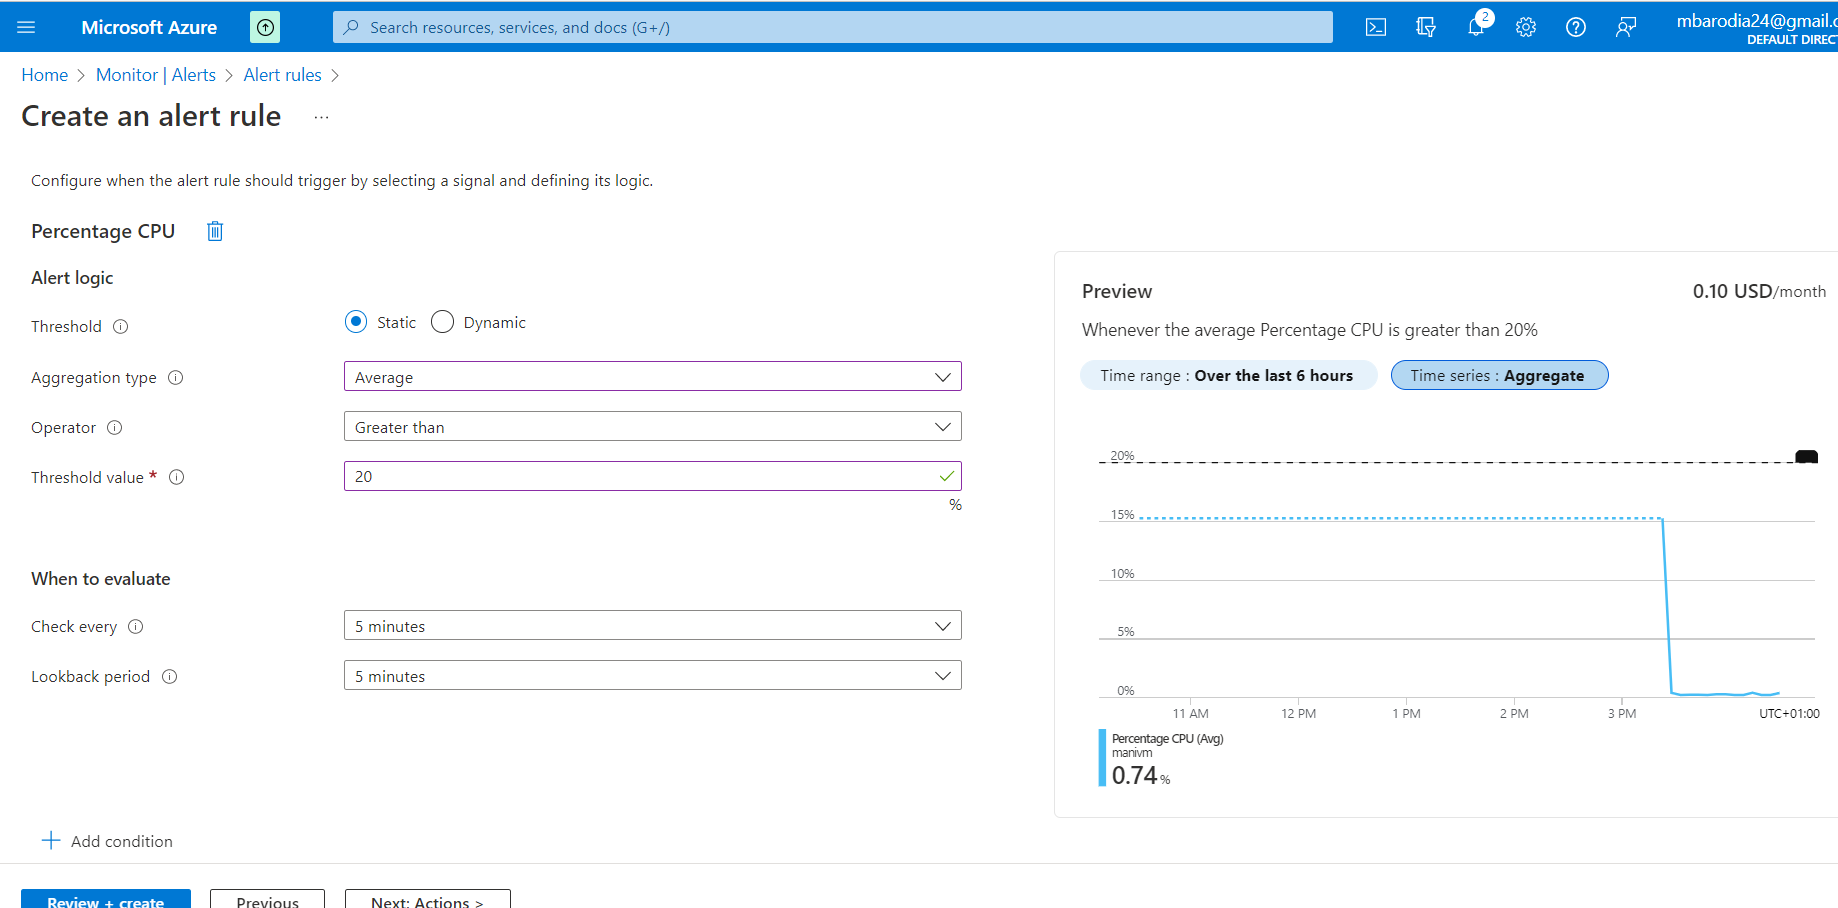 Microsoft Azure
Search resources, services, and docs (G+/)
2
mbarodia24@gmail.c
DEFAULT DIREC
Home > Monitor | Alerts > Alert rules >
Create an alert rule ...
Configure when the alert rule should trigger by selecting a signal and defining its logic.
Percentage CPU
Alert logic
Threshold
Static
Dynamic
Aggregation type
Average
Operator
Greater than
Threshold value *
20
%
When to evaluate
Check every
5 minutes
Lookback period
5 minutes
+ Add condition
Review + create
Previous
Next: Actions >
Preview
0.10 USD/month
Whenever the average Percentage CPU is greater than 20%
Time range : Over the last 6 hours
Time series : Aggregate
20%
15%
10%
5%
0%
11 AM
12 PM
1 PM
2 PM
3 PM
UTC+01:00
Percentage CPU (Avg)
manivm
0.74 %